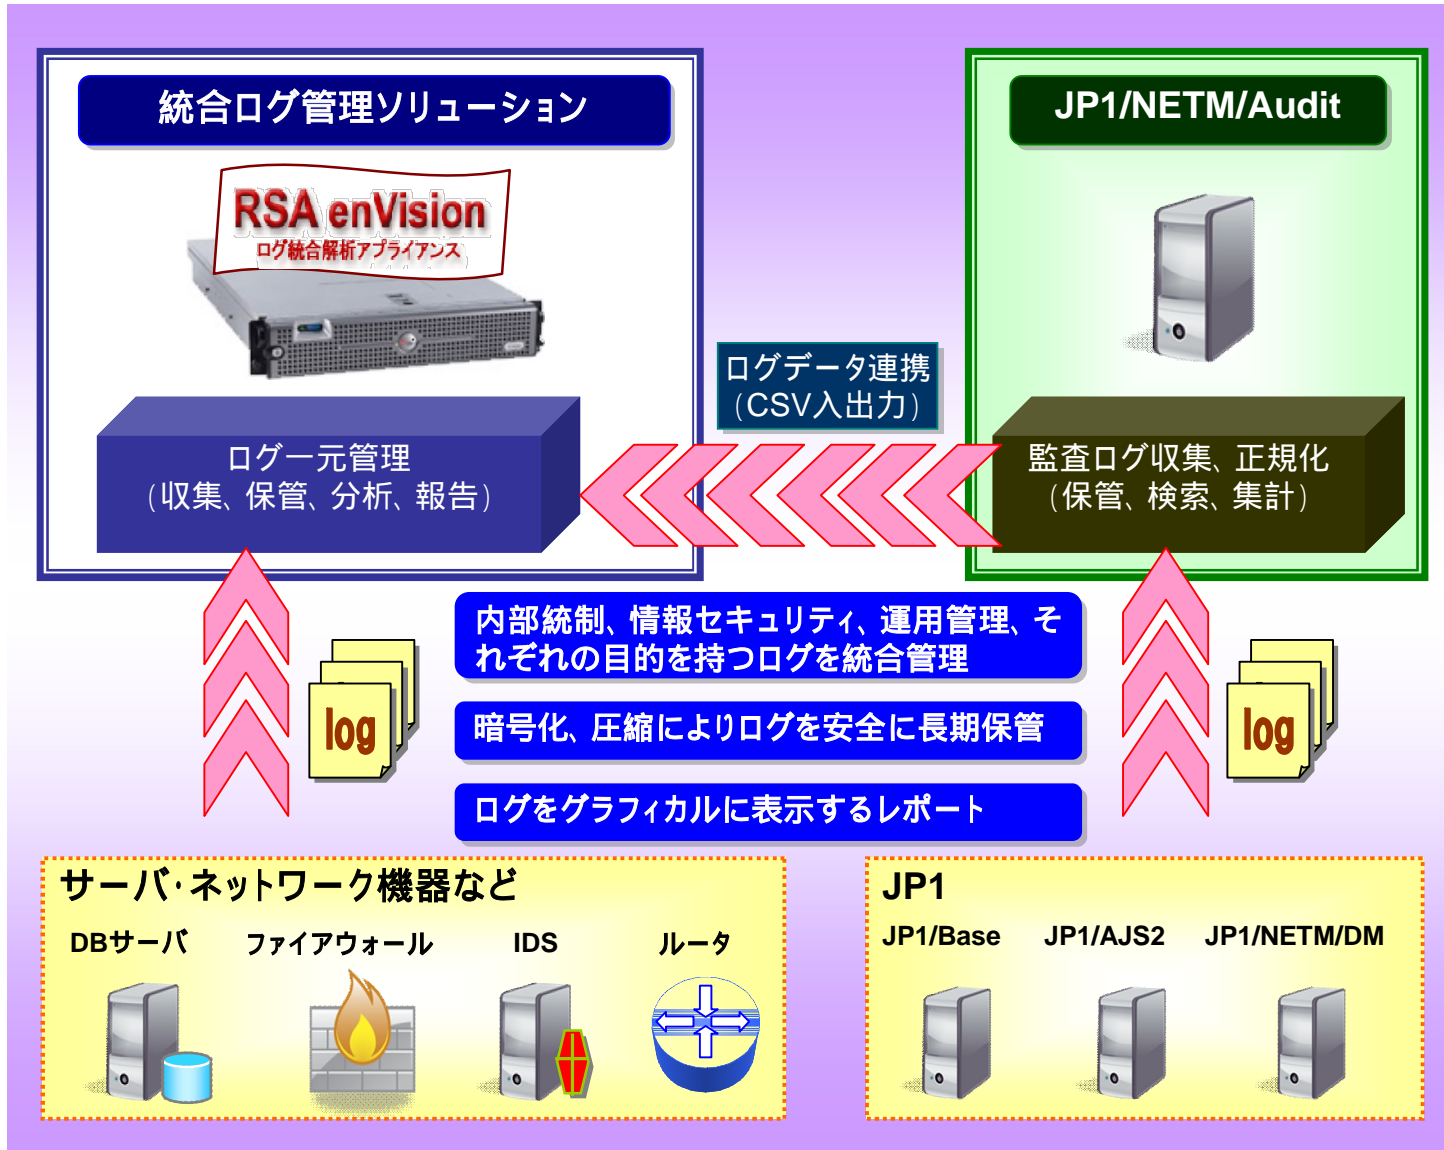 統合ログ管理ソリューション
RSA enVision
ログ統合解析アプライアンス
ログ一元管理
(収集、保管、分析、報告)
JP1/NETM/Audit
ログデータ連携
(CSV入出力)
監査ログ収集、正規化
(保管、検索、集計)
内部統制、情報セキュリティ、運用管理、そ
れぞれの目的を持つログを統合管理
暗号化、圧縮によりログを安全に長期保管
ログをグラフィカルに表示するレポート
log
log
サーバ・ネットワーク機器など
DBサーバ
ファイアウォール
IDS
ルータ
JP1
JP1/Base
JP1/AJS2
JP1/NETM/DM